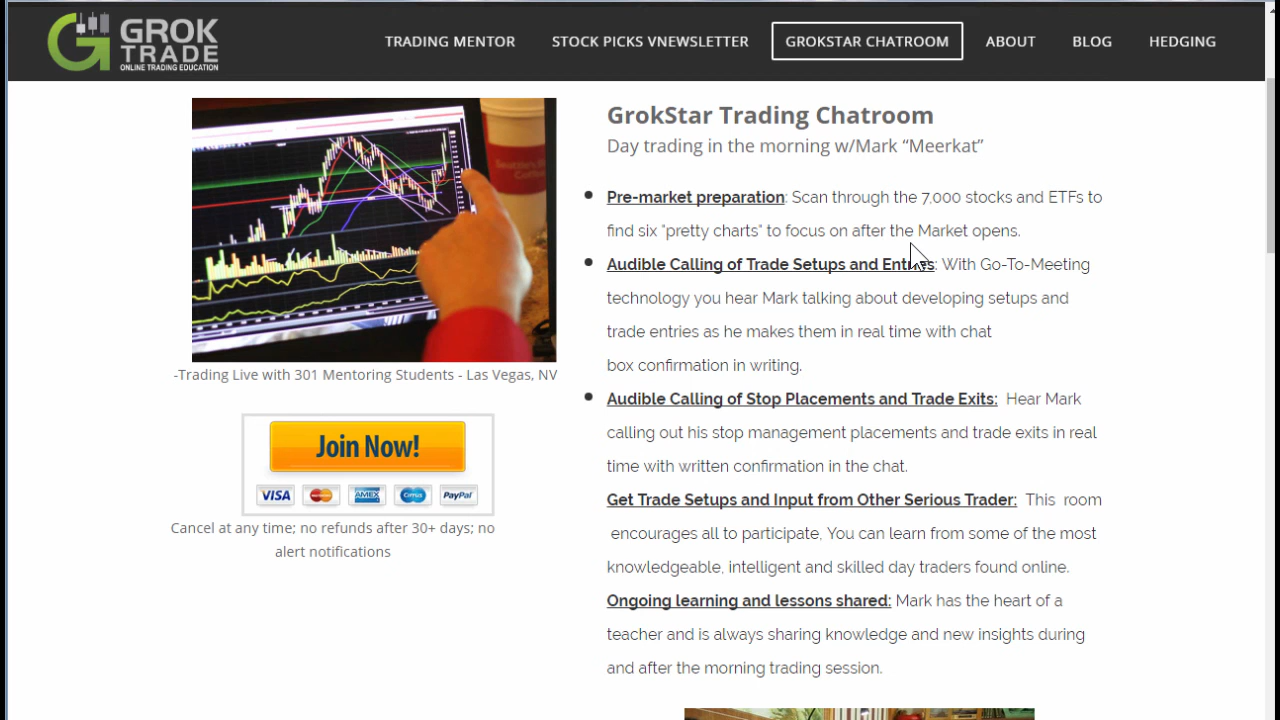 GROK
TRADE
ONLINE TRADING EDUCATION
TRADING MENTOR
STOCK PICKS VNEWSLETTER
GROKSTAR CHATROOM
ABOUT
BLOG
HEDGING
-Trading Live with 301 Mentoring Students - Las Vegas, NV
Join Now!
VISA
MasterCard
AMEX
Cirrus
PayPal
Cancel at any time; no refunds after 30+ days; no
alert notifications
GrokStar Trading Chatroom
Day trading in the morning w/Mark “Meerkat”
Pre-market preparation: Scan through the 7,000 stocks and ETFs to
find six "pretty charts" to focus on after the Market opens.
Audible Calling of Trade Setups and Entries: With Go-To-Meeting
technology you hear Mark talking about developing setups and
trade entries as he makes them in real time with chat
box confirmation in writing.
Audible Calling of Stop Placements and Trade Exits: Hear Mark
calling out his stop management placements and trade exits in real
time with written confirmation in the chat.
Get Trade Setups and Input from Other Serious Trader: This room
encourages all to participate, You can learn from some of the most
knowledgeable, intelligent and skilled day traders found online.
Ongoing learning and lessons shared: Mark has the heart of a
teacher and is always sharing knowledge and new insights during
and after the morning trading session.